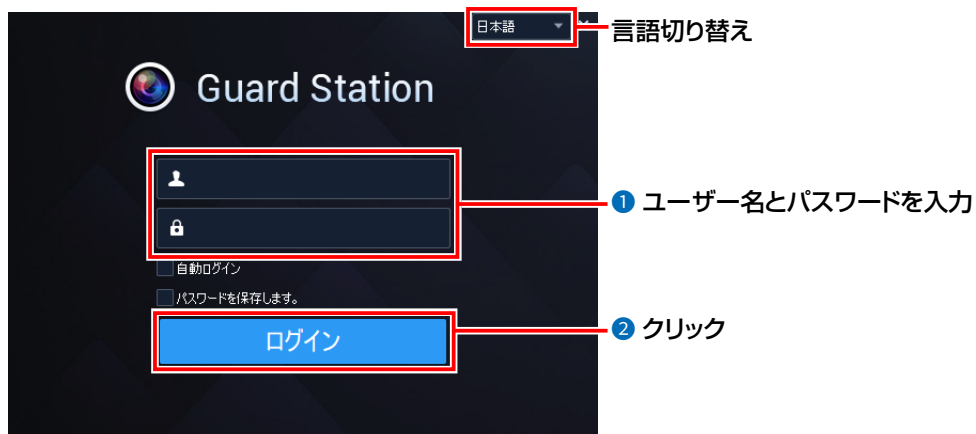 日本語
言語切り替え
Guard Station
❶ ユーザー名とパスワードを入力
自動ログイン
パスワードを保存します。
ログイン
❷ クリック